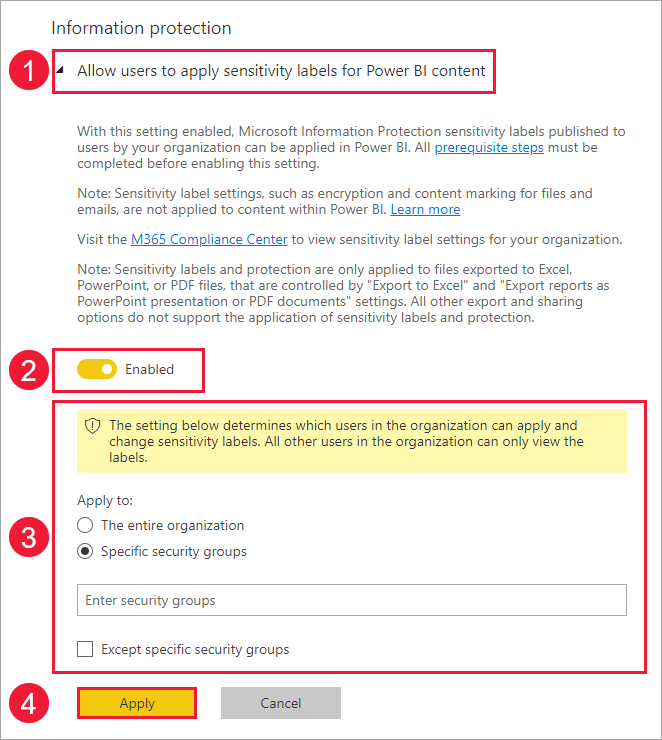 Information protection
1
Allow users to apply sensitivity labels for Power BI content
With this setting enabled, Microsoft Information Protection sensitivity labels published to
users by your organization can be applied in Power BI. All prerequisite steps must be
completed before enabling this setting.
Note: Sensitivity label settings, such as encryption and content marking for files and
emails, are not applied to content within Power BI. Learn more
Visit the M365 Compliance Center to view sensitivity label settings for your organization.
Note: Sensitivity labels and protection are only applied to files exported to Excel,
PowerPoint, or PDF files, that are controlled by "Export to Excel" and "Export reports as
PowerPoint presentation or PDF documents" settings. All other export and sharing
options do not support the application of sensitivity labels and protection.
2
Enabled
The setting below determines which users in the organization can apply and
change sensitivity labels. All other users in the organization can only view the
labels.
Apply to:
3
The entire organization
Specific security groups
Enter security groups
Except specific security groups
4
Apply
Cancel